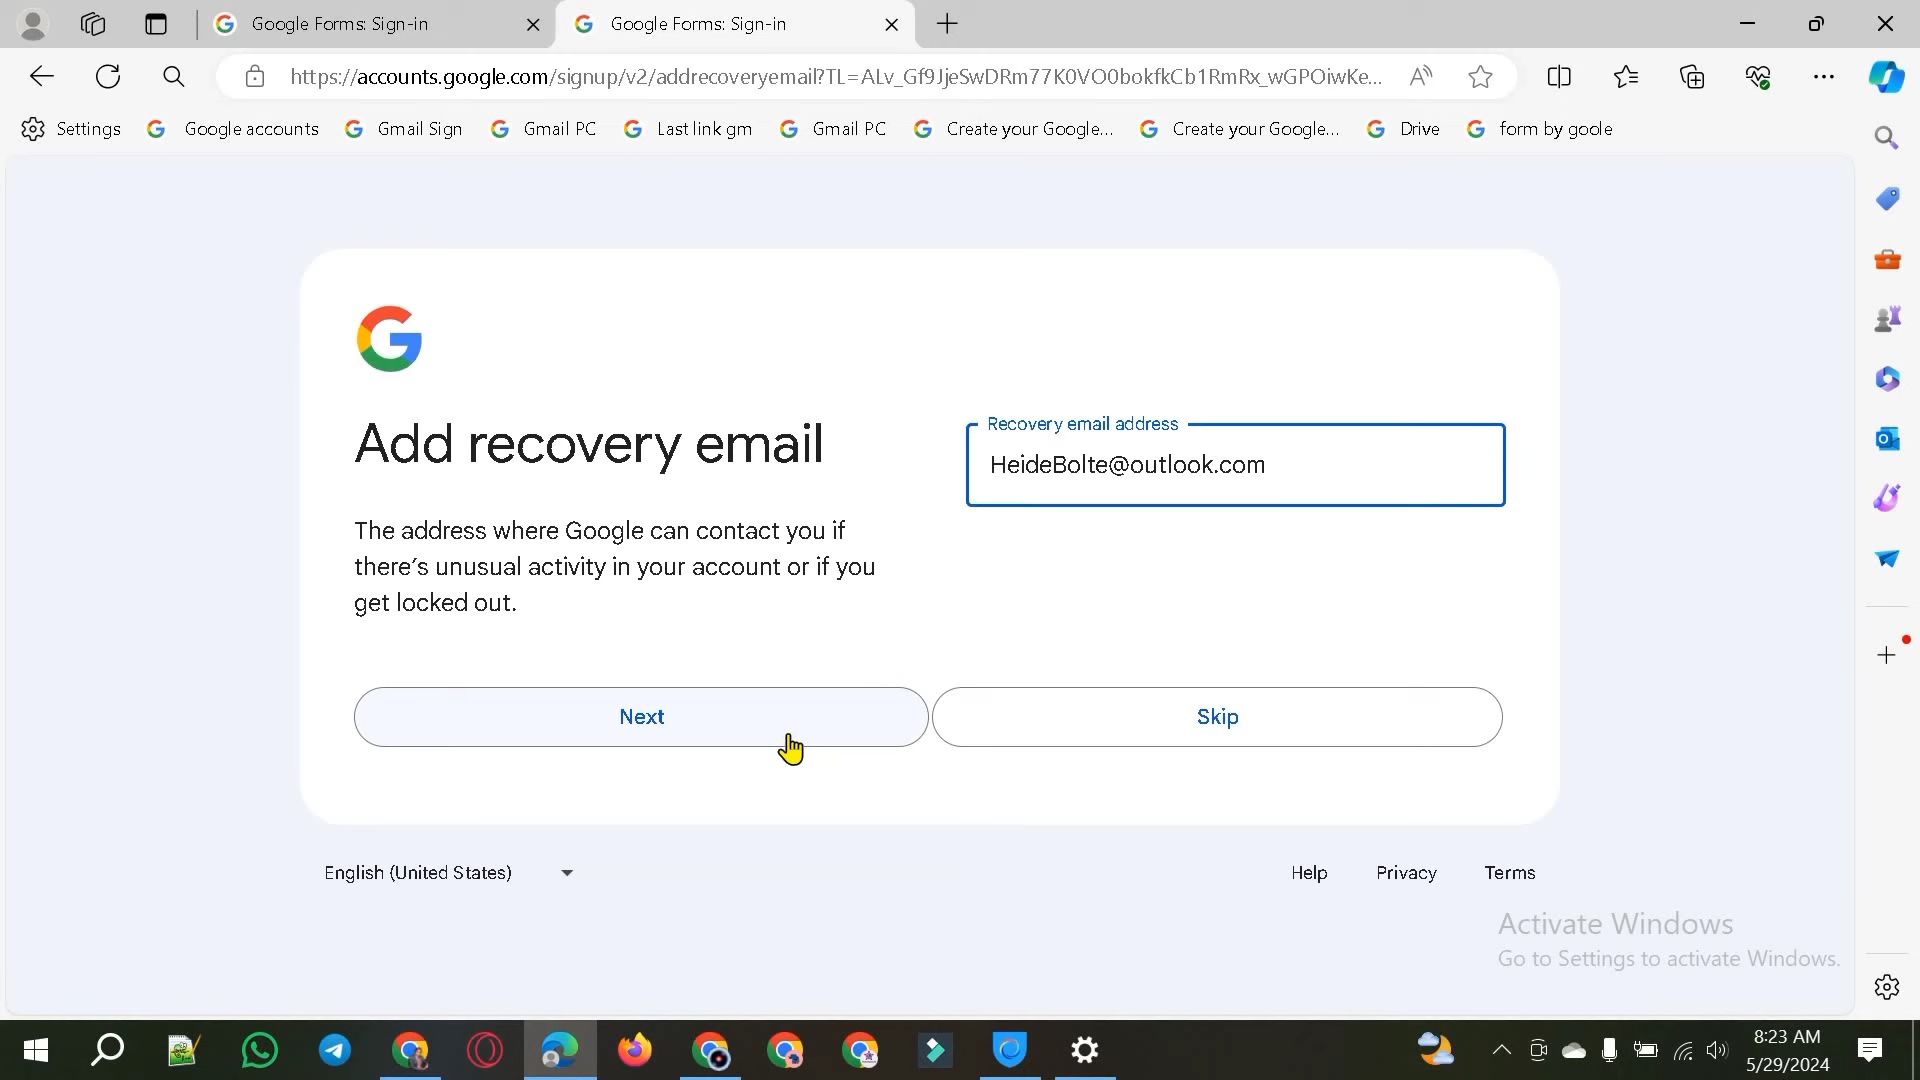 Google Forms: Sign-in
Google Forms: Sign-in
https://accounts.google.com/signup/v2/addrecoveryemail?TL=ALv_Gf9JjeSwDRm77K0VO0bokfkCb1RmRx_wGPOiwKe...
Settings
Google accounts
Gmail Sign
Gmail PC
Last link gm
Gmail PC
Create your Google...
Create your Google...
Drive
form by goole
Add recovery email
Recovery email address
HeideBolte@outlook.com
The address where Google can contact you if
there's unusual activity in your account or if you
get locked out.
Next
Skip
English (United States)
Help
Privacy
Terms
Activate Windows
Go to Settings to activate Windows.
8:23 AM
5/29/2024